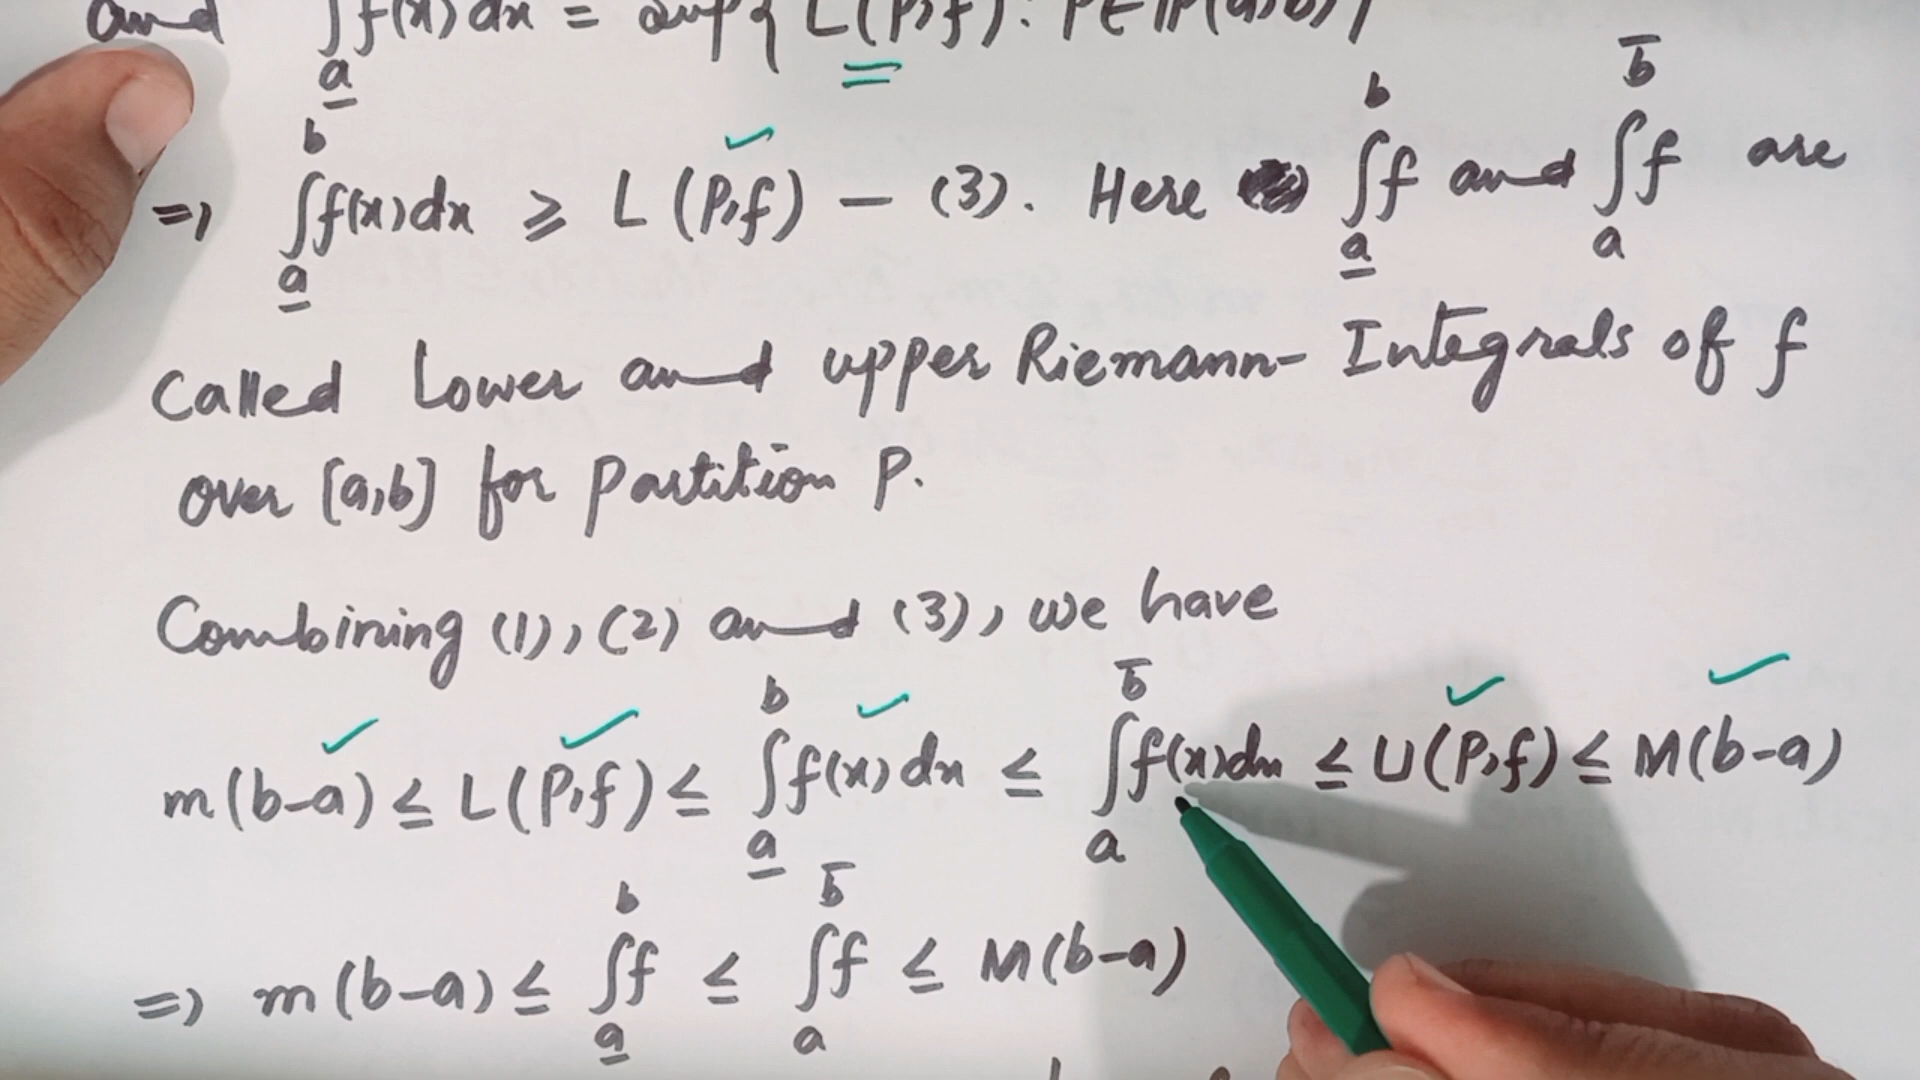 and ∫_a̲ f(x) dx = sup{ L(P,f) : P ∈ P(a,b) }
=> ∫_a̲^b f(x) dx ≥ L(P,f) — (3). Here ∫_a̲^b f and ∫_a^b̅ f are
called Lower and upper Riemann- Integrals of f
over [a,b] for Partition P.
Combining (1), (2) and (3), we have
m(b-a) ≤ L(P,f) ≤ ∫_a̲^b f(x) dx ≤ ∫_a^b̅ f(x) dx ≤ U(P,f) ≤ M(b-a)
=> m(b-a) ≤ ∫_a̲^b f ≤ ∫_a^b̅ f ≤ M(b-a)